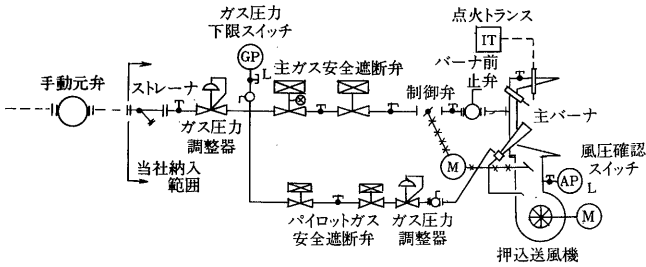 ガス圧力
下限スイッチ
GP
L
点火トランス
IT
手動元弁
ストレーナ
主ガス安全遮断弁
制御弁
バーナ前
止弁
主バーナ
ガス圧力
調整器
当社納入
範囲
M
風圧確認
スイッチ
AP
L
パイロットガス
安全遮断弁
ガス圧力
調整器
M
押込送風機